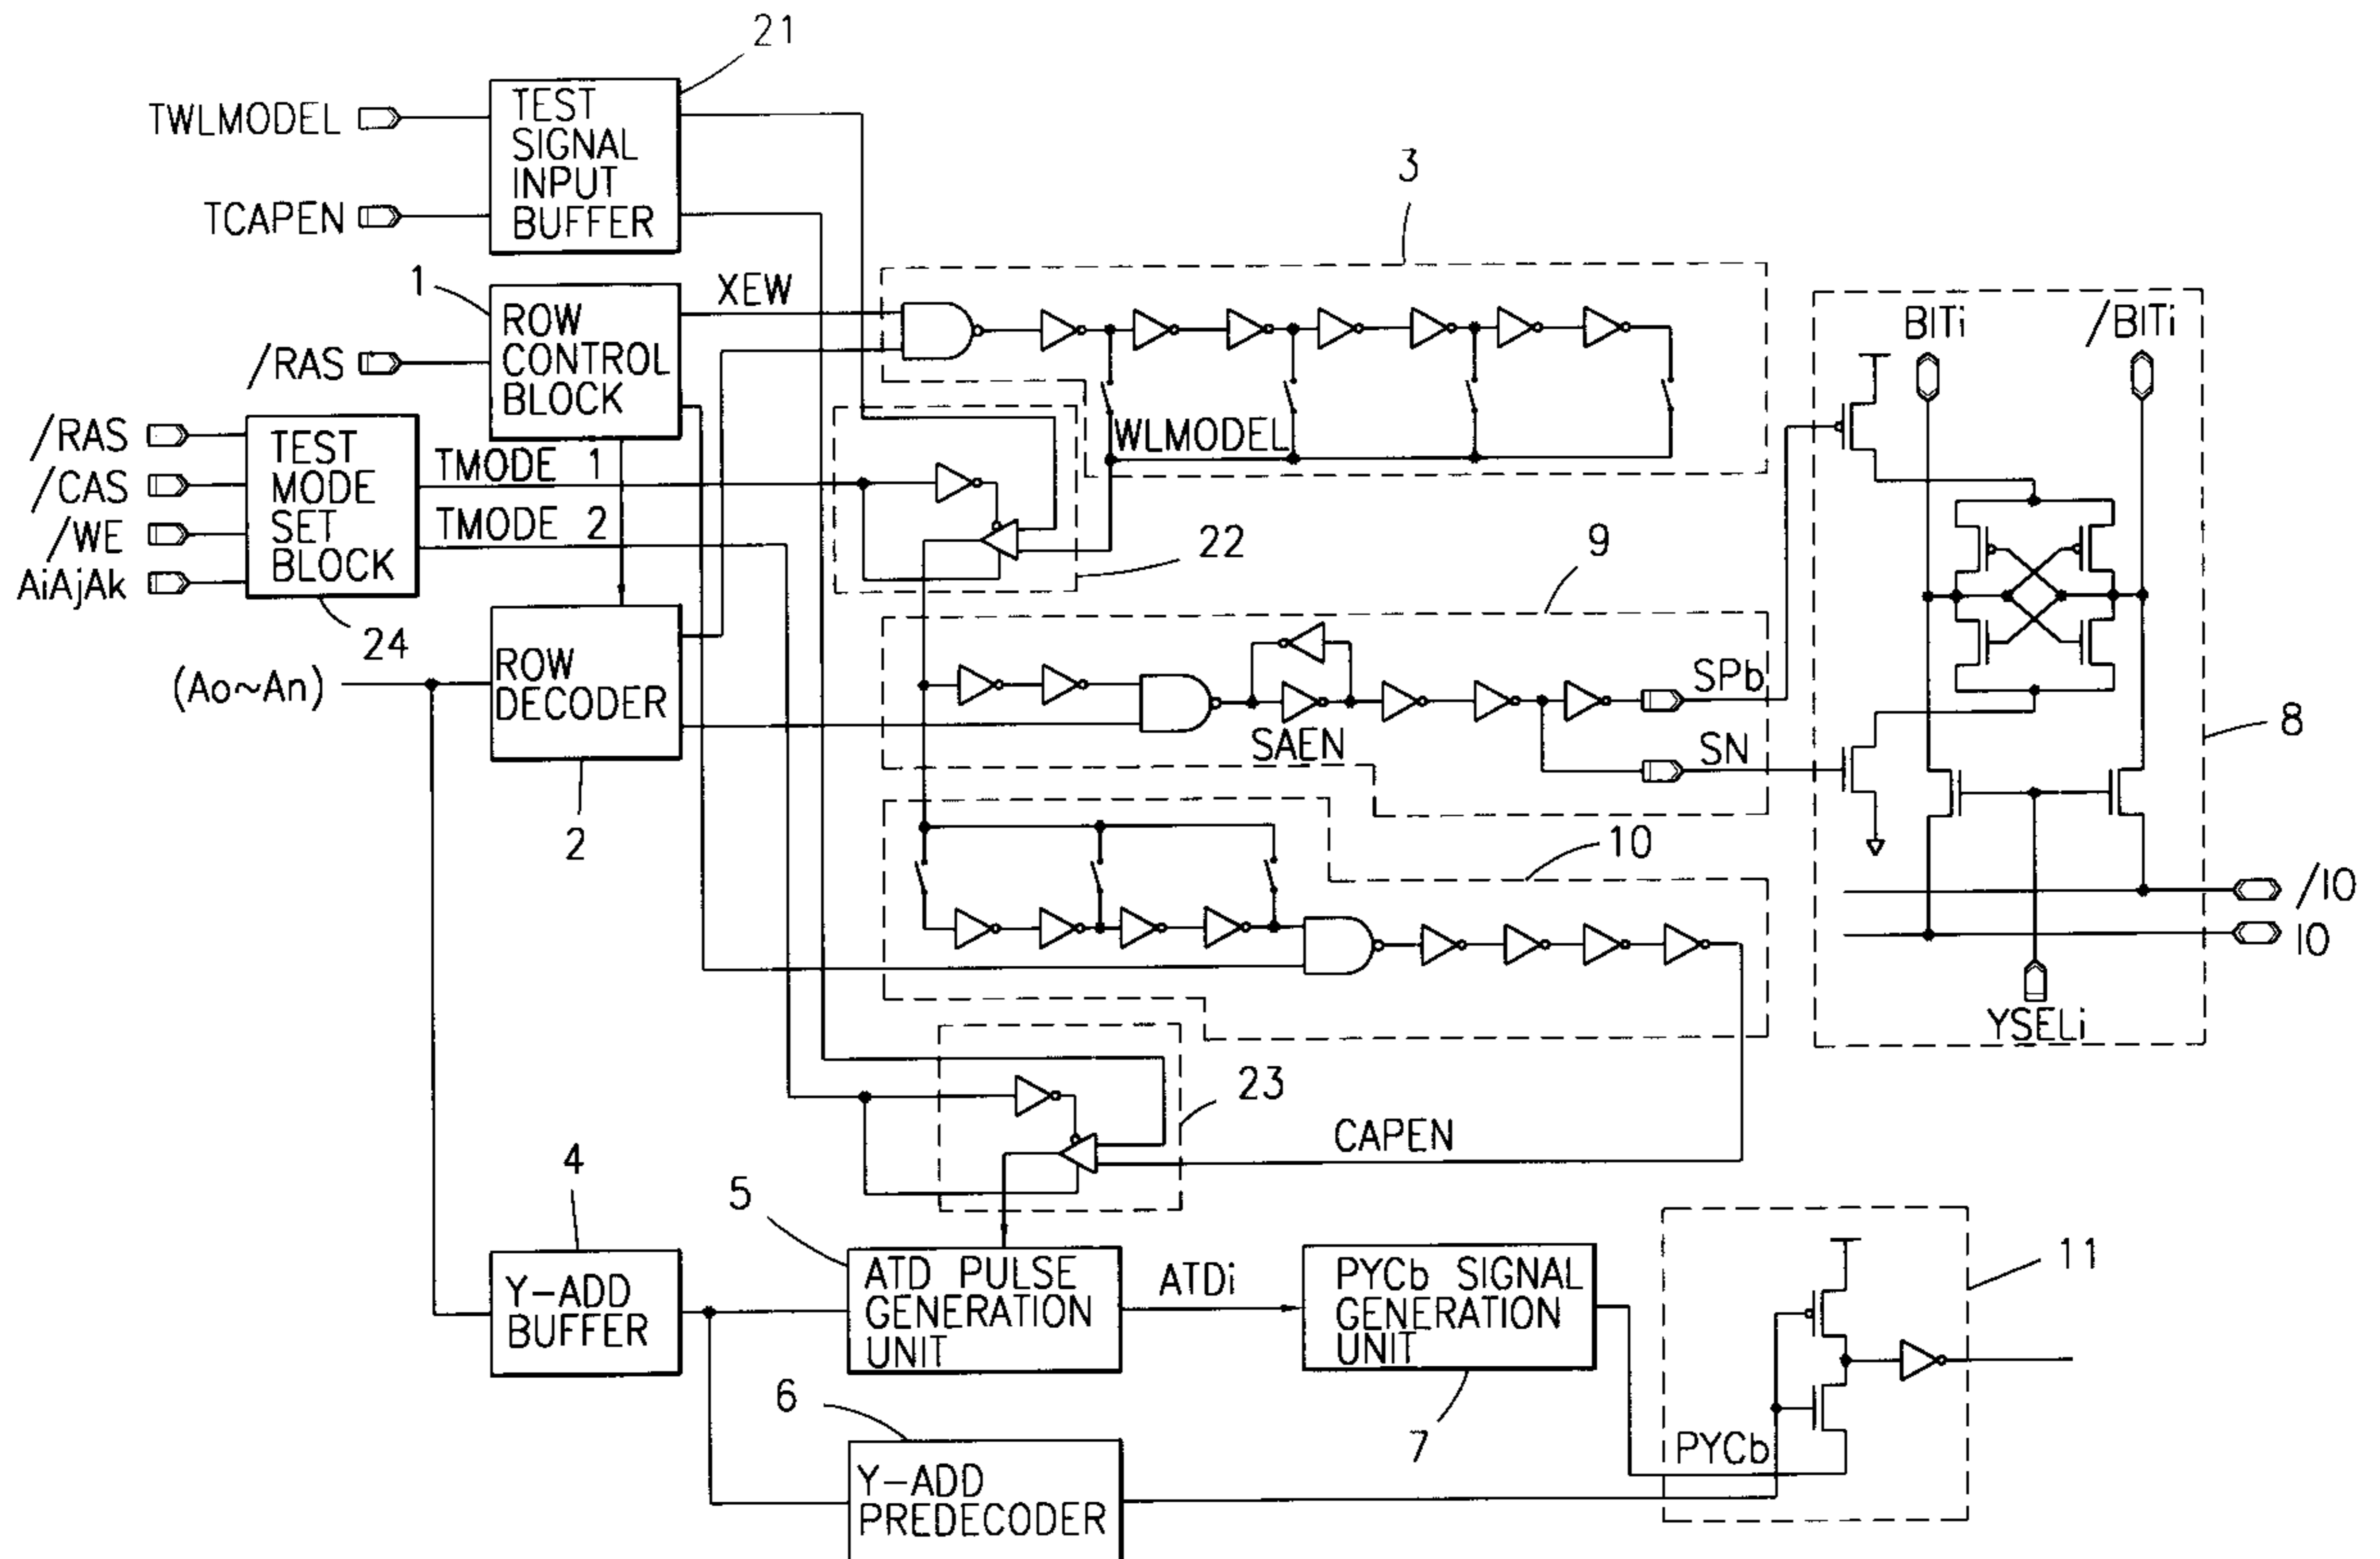 21
TWLMODEL
TEST
SIGNAL
INPUT
BUFFER
TCAPEN
3
1
XEW
ROW
CONTROL
BLOCK
/RAS
BITi
/BITi
WLMODEL
/RAS
/CAS
/WE
AiAjAk
TEST
MODE
SET
BLOCK
TMODE 1
TMODE 2
24
22
9
(Ao~An)
ROW
DECODER
2
SPb
SAEN
SN
8
10
/IO
IO
YSELi
23
CAPEN
4
Y-ADD
BUFFER
5
ATD PULSE
GENERATION
UNIT
ATDi
PYCb SIGNAL
GENERATION
UNIT
7
11
6
Y-ADD
PREDECODER
PYCb